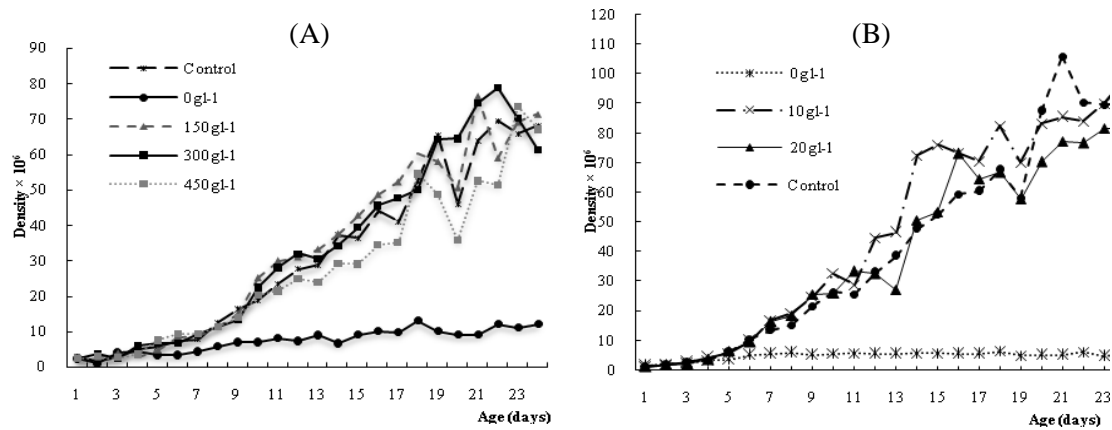 (A)
Density × 10⁶
90
80
70
60
50
40
30
20
10
0
Control
0gl-1
150gl-1
300gl-1
450gl-1
1 3 5 7 9 11 13 15 17 19 21 23
Age (days)
(B)
Density × 10⁶
120
110
100
90
80
70
60
50
40
30
20
10
0
0gl-1
10gl-1
20gl-1
Control
1 3 5 7 9 11 13 15 17 19 21 23
Age (days)